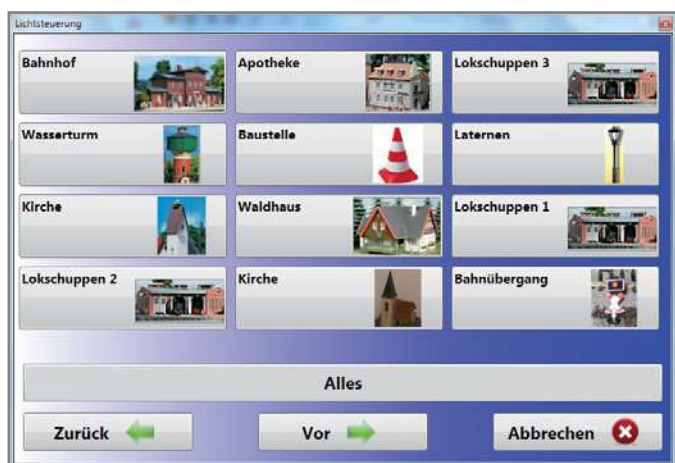 Lichtsteuerung
Bahnhof
Apotheke
Lokschuppen 3
Wasserturm
Baustelle
Laternen
Kirche
Waldhaus
Lokschuppen 1
Lokschuppen 2
Kirche
Bahnübergang
Alles
Zurück
Vor
Abbrechen